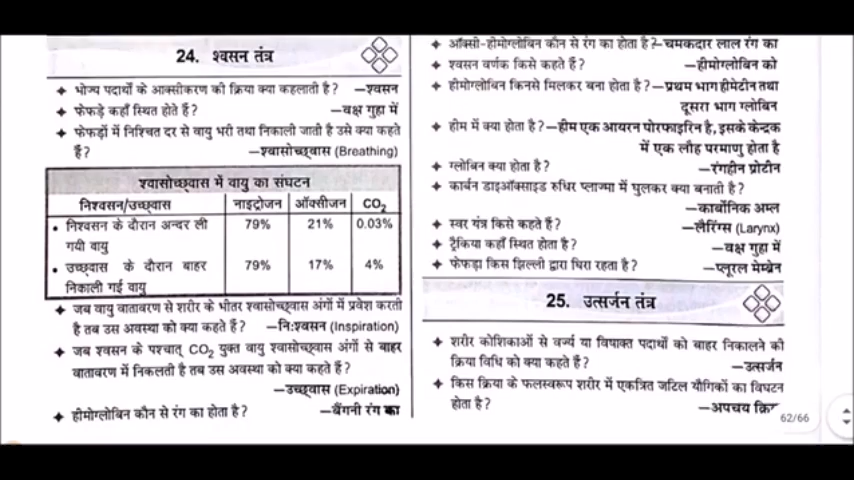 24. श्वसन तंत्र
✦ भोज्य पदार्थों के आक्सीकरण की क्रिया क्या कहलाती है? –श्वसन
✦ फेफड़े कहाँ स्थित होते हैं? –वक्ष गुहा में
✦ फेफड़ों में निश्चित दर से वायु भरी तथा निकाली जाती है उसे क्या कहते
हैं? –श्वासोच्छ्वास (Breathing)
श्वासोच्छ्वास में वायु का संघटन
निश्वसन/उच्छ्वास नाइट्रोजन ऑक्सीजन CO₂
• निश्वसन के दौरान अन्दर ली 79% 21% 0.03%
गयी वायु
• उच्छ्वास के दौरान बाहर 79% 17% 4%
निकाली गई वायु
✦ जब वायु वातावरण से शरीर के भीतर श्वासोच्छ्वास अंगों में प्रवेश करती
है तब उस अवस्था को क्या कहते हैं? –नि:श्वसन (Inspiration)
✦ जब श्वसन के पश्चात् CO₂ युक्त वायु श्वासोच्छ्वास अंगों से बाहर
वातावरण में निकलती है तब उस अवस्था को क्या कहते हैं?
–उच्छ्वास (Expiration)
✦ हीमोग्लोबिन कौन से रंग का होता है? –बैंगनी रंग का
✦ ऑक्सी-हीमोग्लोबिन कौन से रंग का होता है?–चमकदार लाल रंग का
✦ श्वसन वर्णक किसे कहते हैं? –हीमोग्लोबिन को
✦ हीमोग्लोबिन किनसे मिलकर बना होता है?–प्रथम भाग हीमेटीन तथा
दूसरा भाग ग्लोबिन
✦ हीम में क्या होता है?–हीम एक आयरन पोरफाइरिन है, इसके केन्द्रक
में एक लौह परमाणु होता है
✦ ग्लोबिन क्या होता है? –रंगहीन प्रोटीन
✦ कार्बन डाइऑक्साइड रुधिर प्लाज्मा में घुलकर क्या बनाती है?
–कार्बोनिक अम्ल
✦ स्वर यंत्र किसे कहते हैं? –लैरिंग्स (Larynx)
✦ ट्रैकिया कहाँ स्थित होता है? –वक्ष गुहा में
✦ फेफड़ा किस झिल्ली द्वारा घिरा रहता है? –प्लूरल मेम्ब्रेन
25. उत्सर्जन तंत्र
✦ शरीर कोशिकाओं से वर्ज्य या विषाक्त पदार्थों को बाहर निकालने की
क्रिया विधि को क्या कहते हैं? –उत्सर्जन
✦ किस क्रिया के फलस्वरूप शरीर में एकत्रित जटिल यौगिकों का विघटन
होता है? –अपचय
62/66